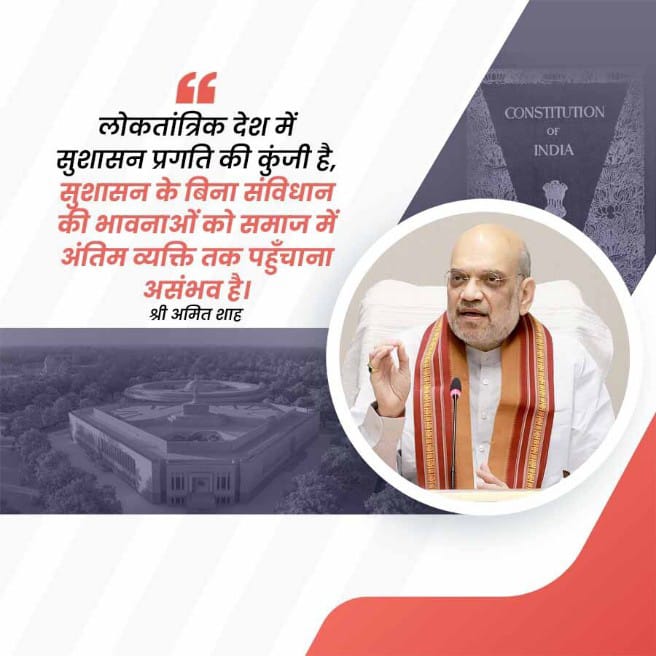 लोकतांत्रिक देश में
सुशासन प्रगति की कुंजी है,
सुशासन के बिना संविधान
की भावनाओं को समाज में
अंतिम व्यक्ति तक पहुँचाना
असंभव है।
श्री अमित शाह
CONSTITUTION
OF
INDIA